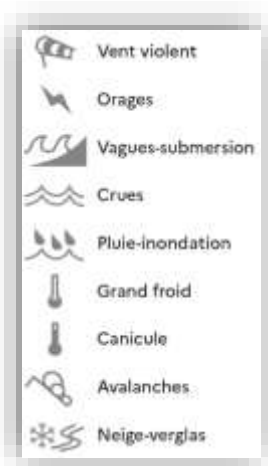 Vent violent
Orages
Vagues-submersion
Crues
Pluie-inondation
Grand froid
Canicule
Avalanches
Neige-verglas